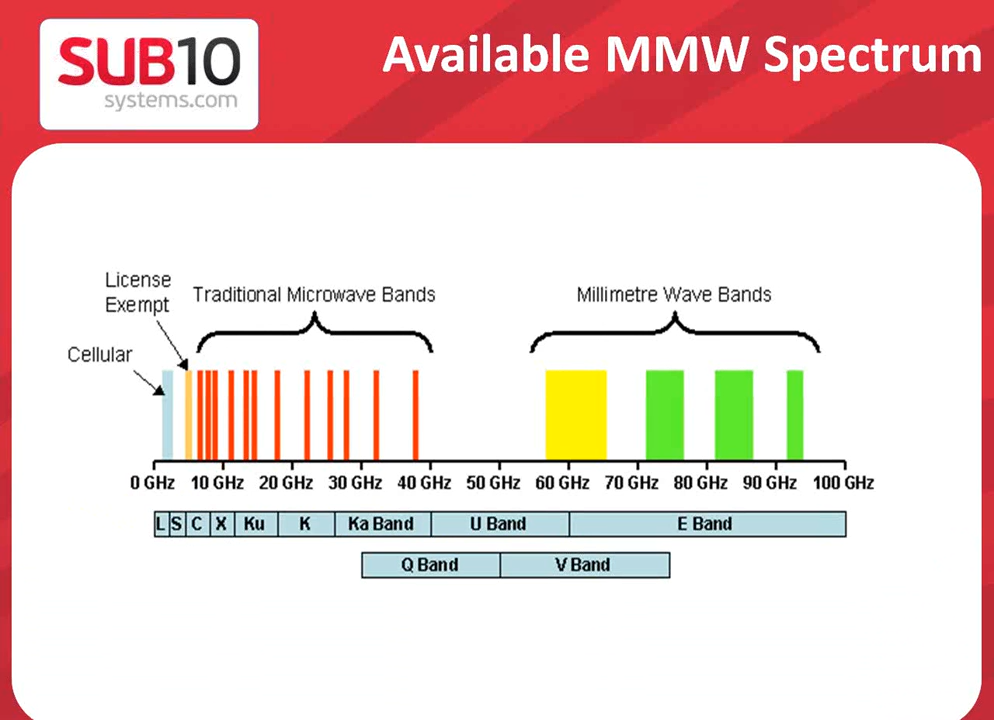 SUB10
systems.com
Available MMW Spectrum
License
Exempt
Traditional Microwave Bands
Millimetre Wave Bands
Cellular
0 GHz 10 GHz 20 GHz 30 GHz 40 GHz 50 GHz 60 GHz 70 GHz 80 GHz 90 GHz 100 GHz
L S C X Ku K Ka Band U Band E Band
Q Band V Band